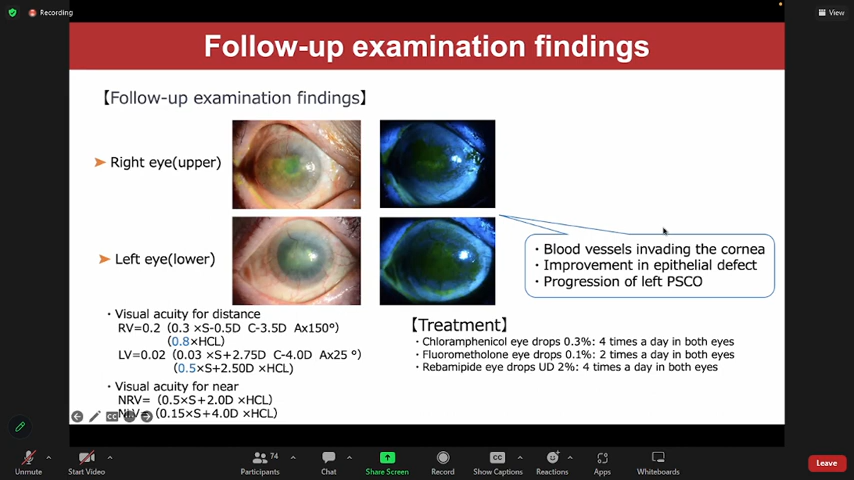 Recording
View
Follow-up examination findings
【Follow-up examination findings】
➤ Right eye(upper)
➤ Left eye(lower)
・Blood vessels invading the cornea
・Improvement in epithelial defect
・Progression of left PSCO
・Visual acuity for distance
RV=0.2 (0.3 ×S-0.5D C-3.5D Ax150°)
(0.8×HCL)
LV=0.02 (0.03 ×S+2.75D C-4.0D Ax25 °)
(0.5×S+2.50D ×HCL)
・Visual acuity for near
NRV= (0.5×S+2.0D ×HCL)
NLV= (0.15×S+4.0D ×HCL)
【Treatment】
・Chloramphenicol eye drops 0.3%: 4 times a day in both eyes
・Fluorometholone eye drops 0.1%: 2 times a day in both eyes
・Rebamipide eye drops UD 2%: 4 times a day in both eyes
CC
Unmute
Start Video
74
Participants
Chat
Share Screen
Record
CC
Show Captions
Reactions
Apps
Whiteboards
Leave